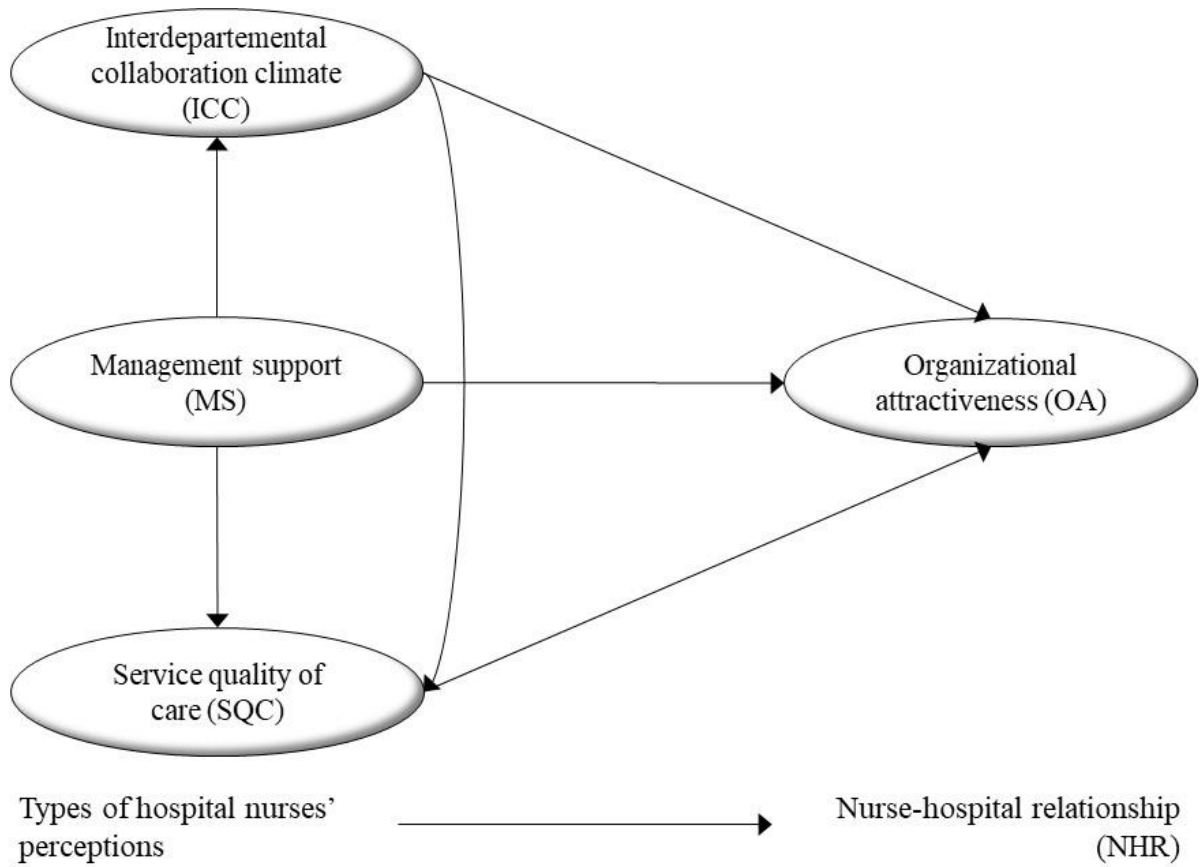 Interdepartemental
collaboration climate
(ICC)
Management support
(MS)
Organizational
attractiveness (OA)
Service quality of
care (SQC)
Types of hospital nurses’
perceptions
Nurse-hospital relationship
(NHR)